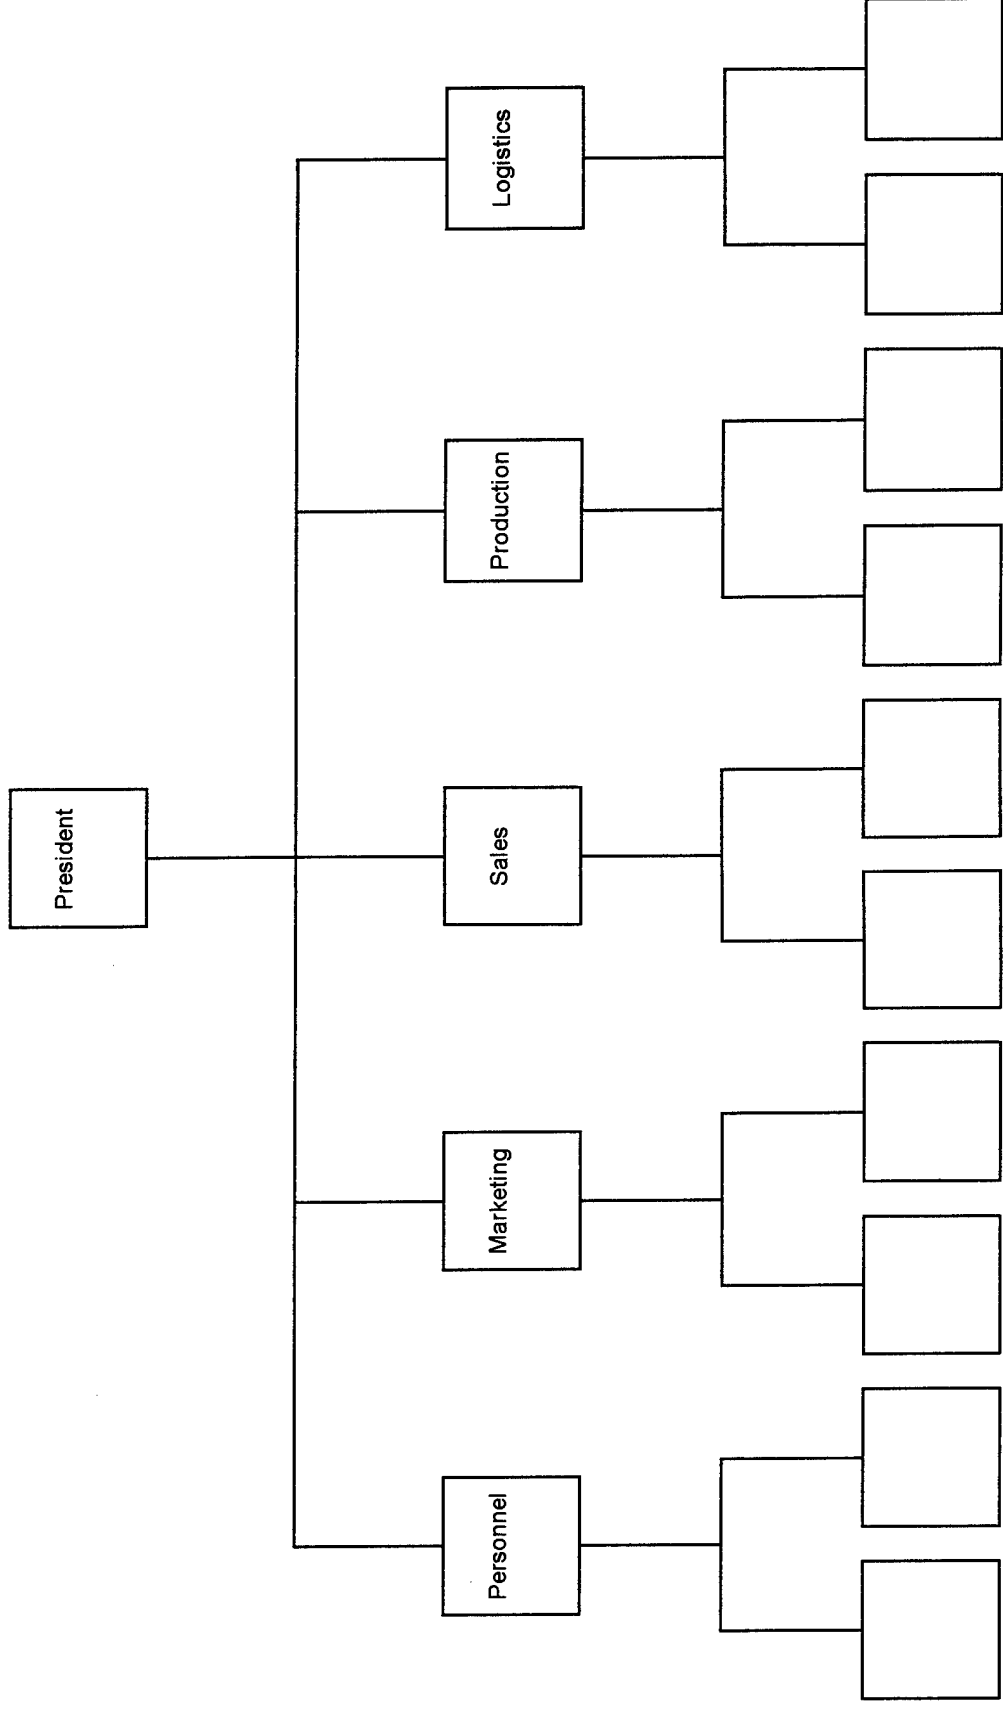 President
Personnel
Marketing
Sales
Production
Logistics